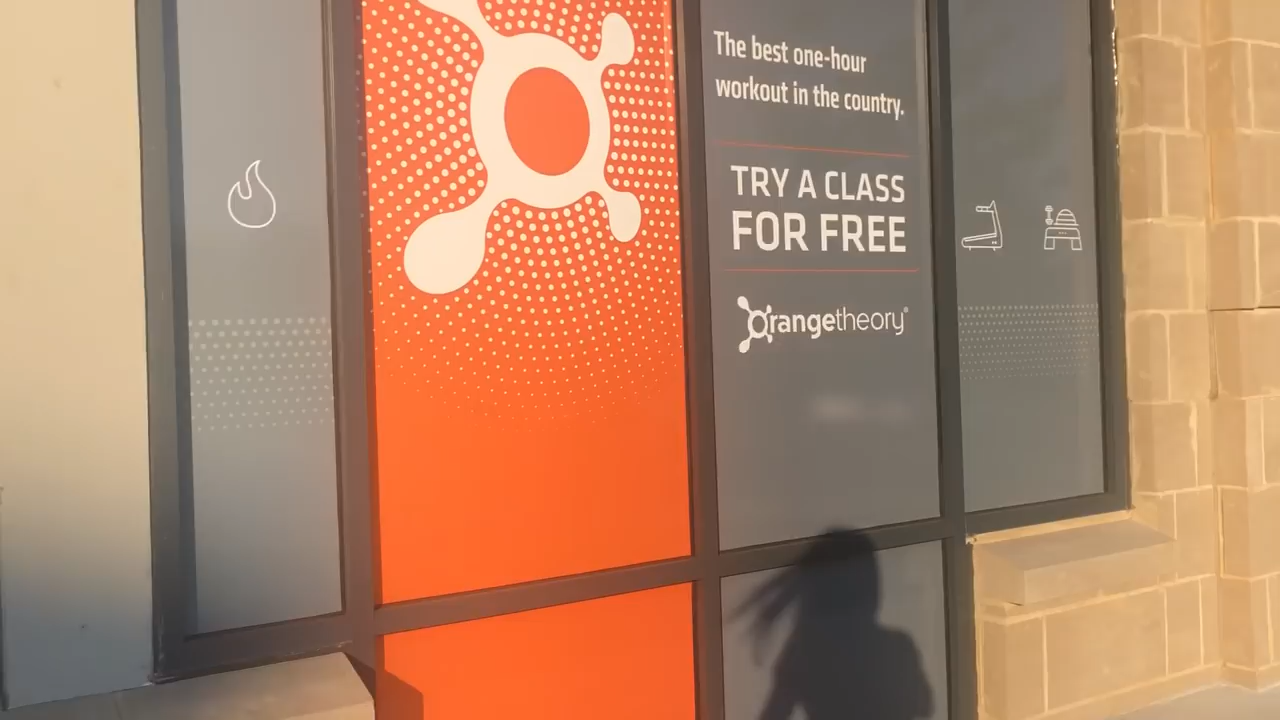 The best one-hour
workout in the country.
TRY A CLASS
FOR FREE
orangetheory®